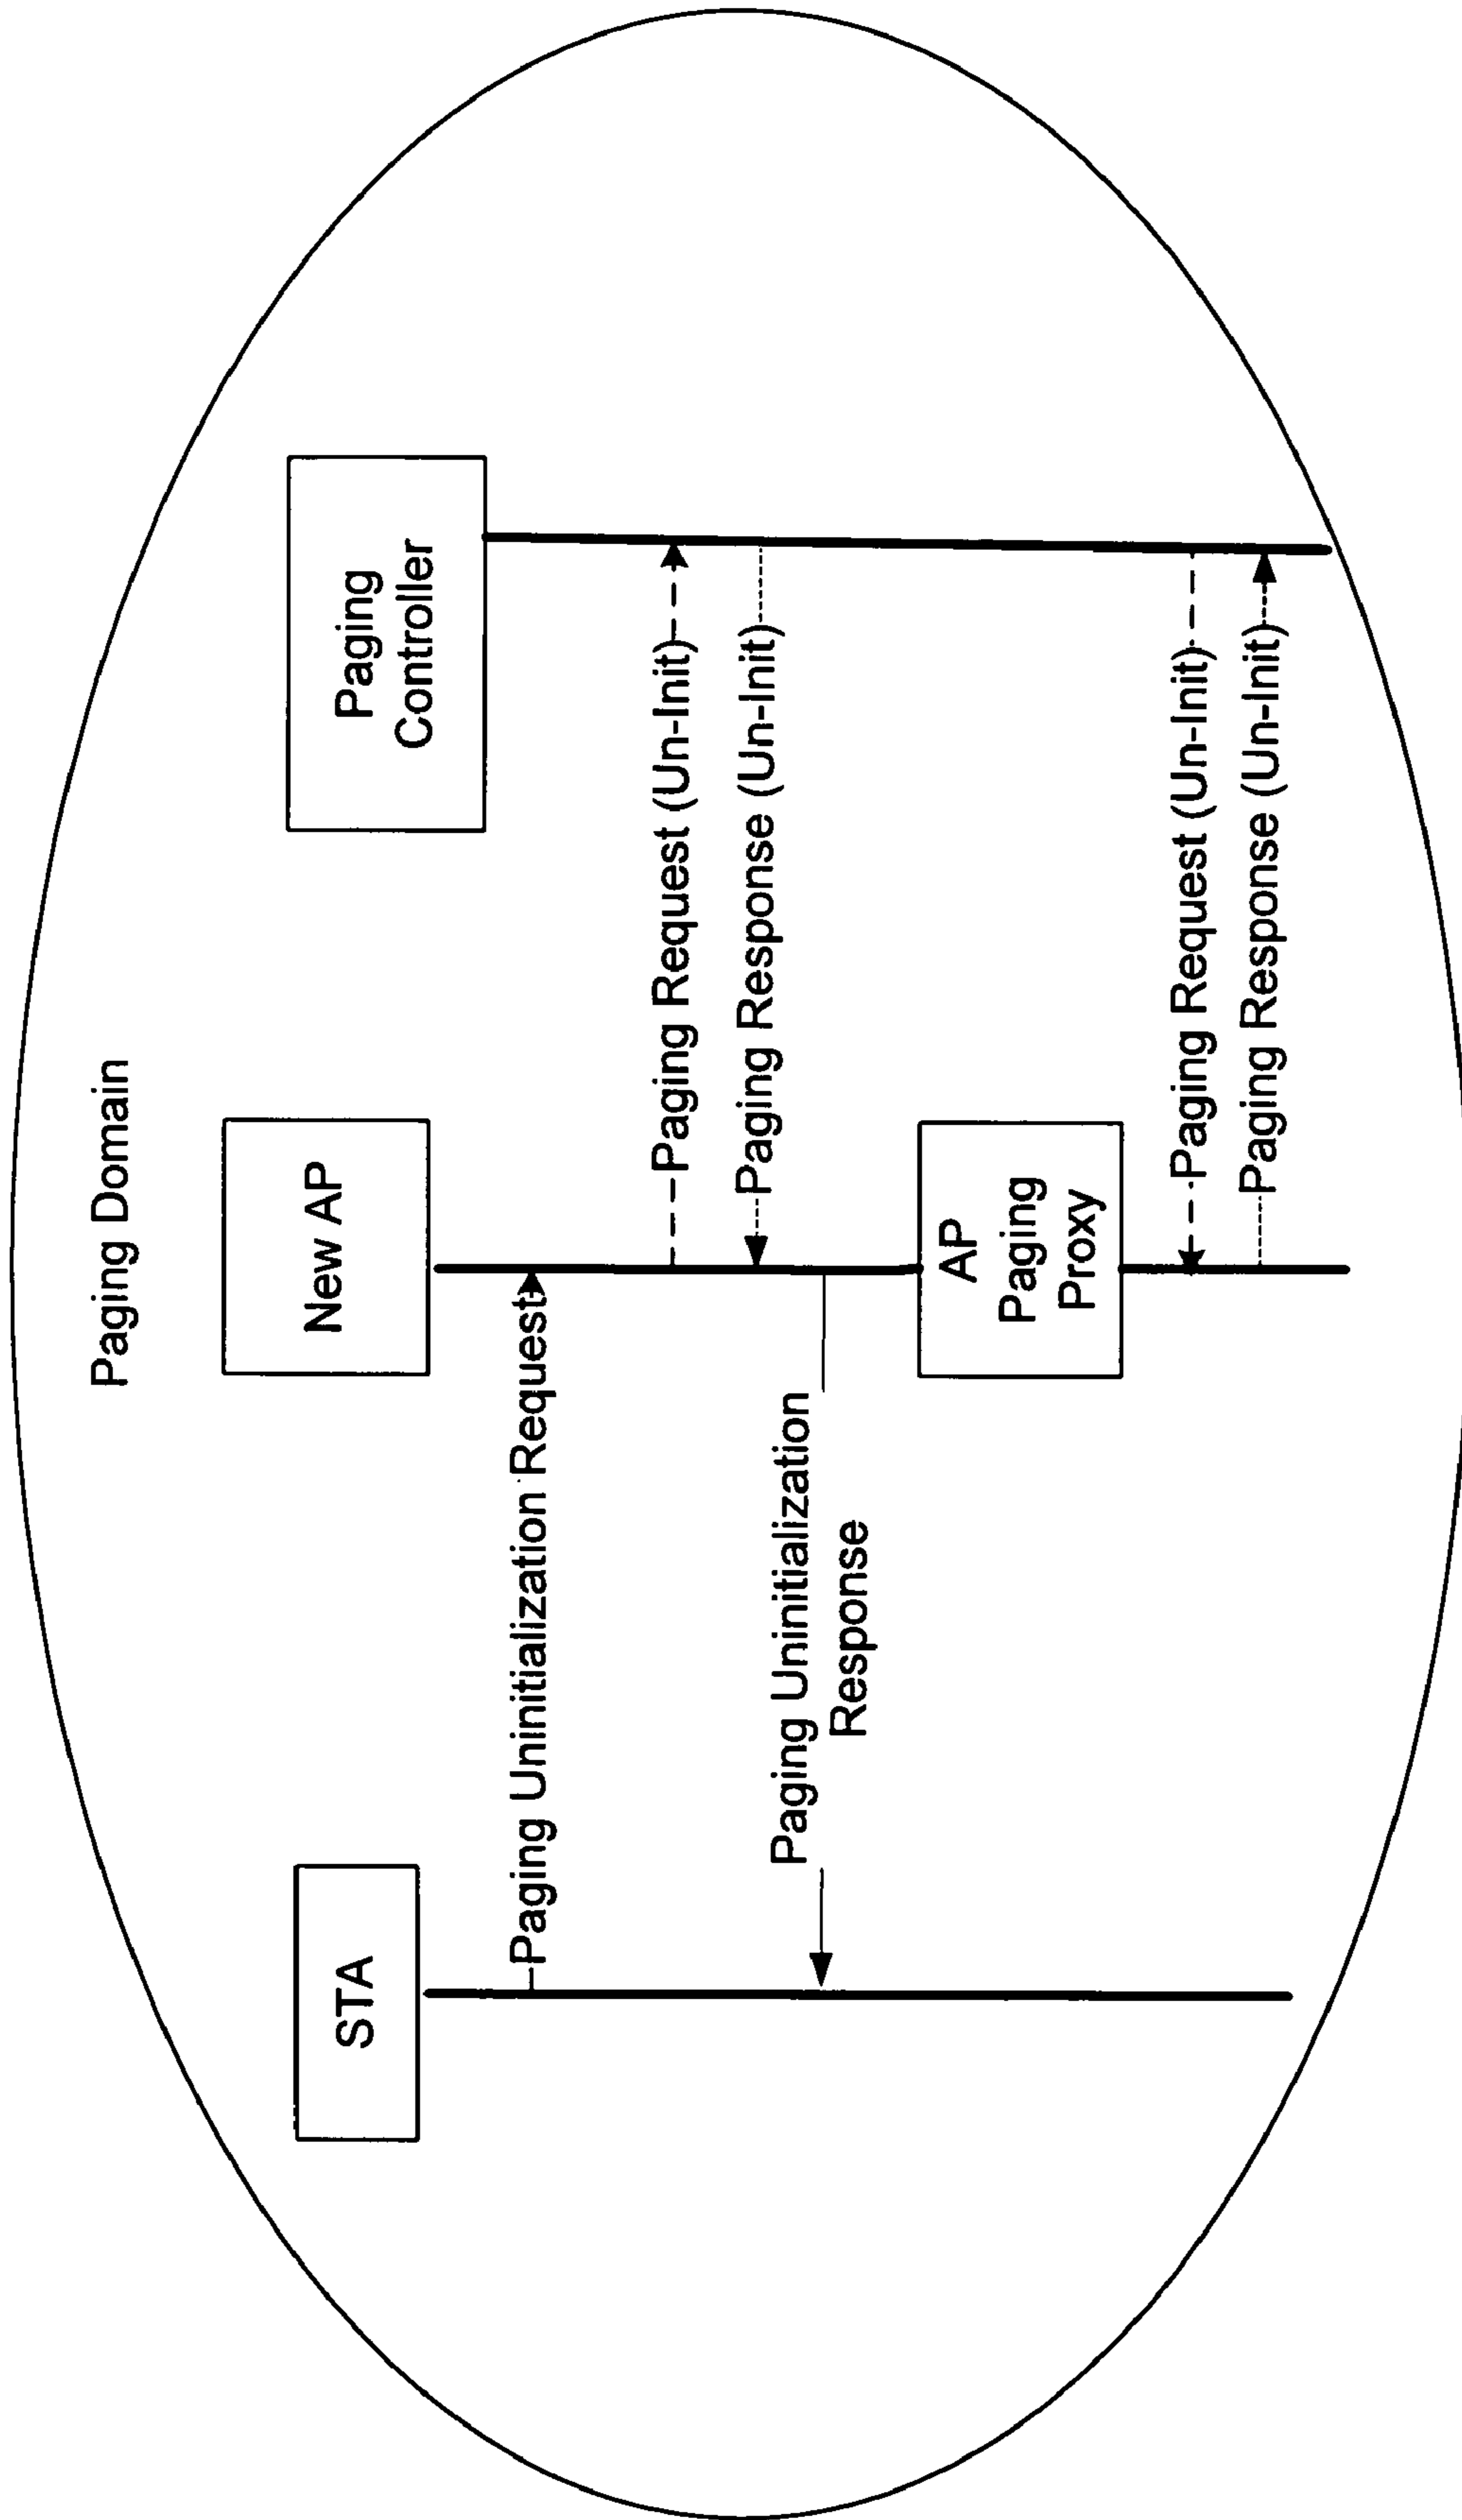 Paging Domain
STA
New AP
Paging
Controller
Paging Uninitialization Request
Paging Request (Un-Init)
Paging Response (Un-Init)
Paging Uninitialization
Response
AP
Paging
Proxy
Paging Request (Un-Init)
Paging Response (Un-Init)